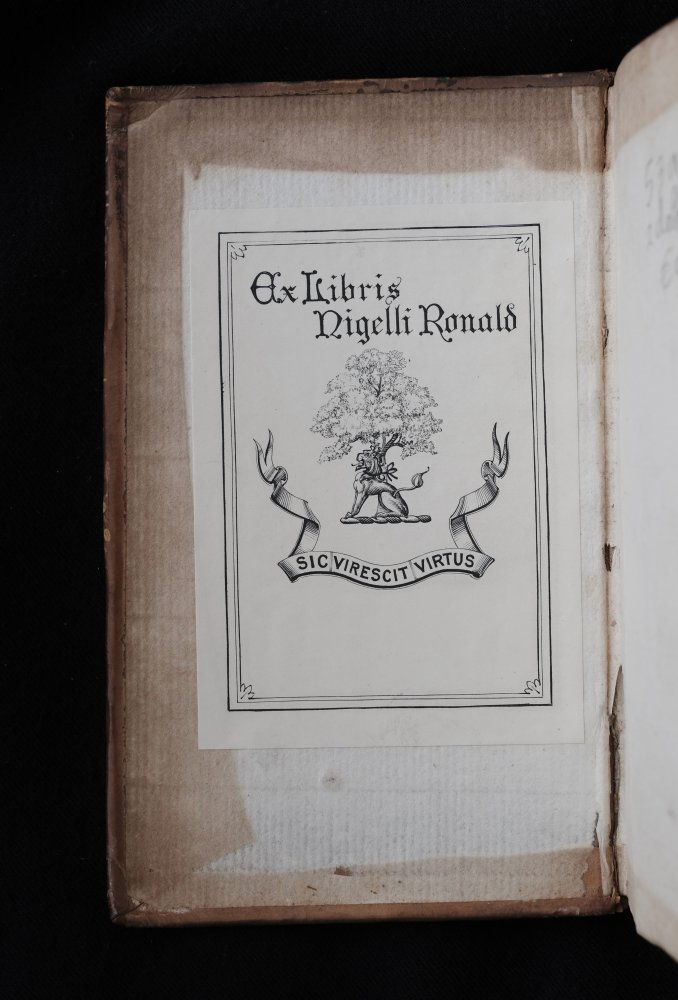 Ex Libris
Nigelli Ronald
SIC VIRESCIT VIRTUS